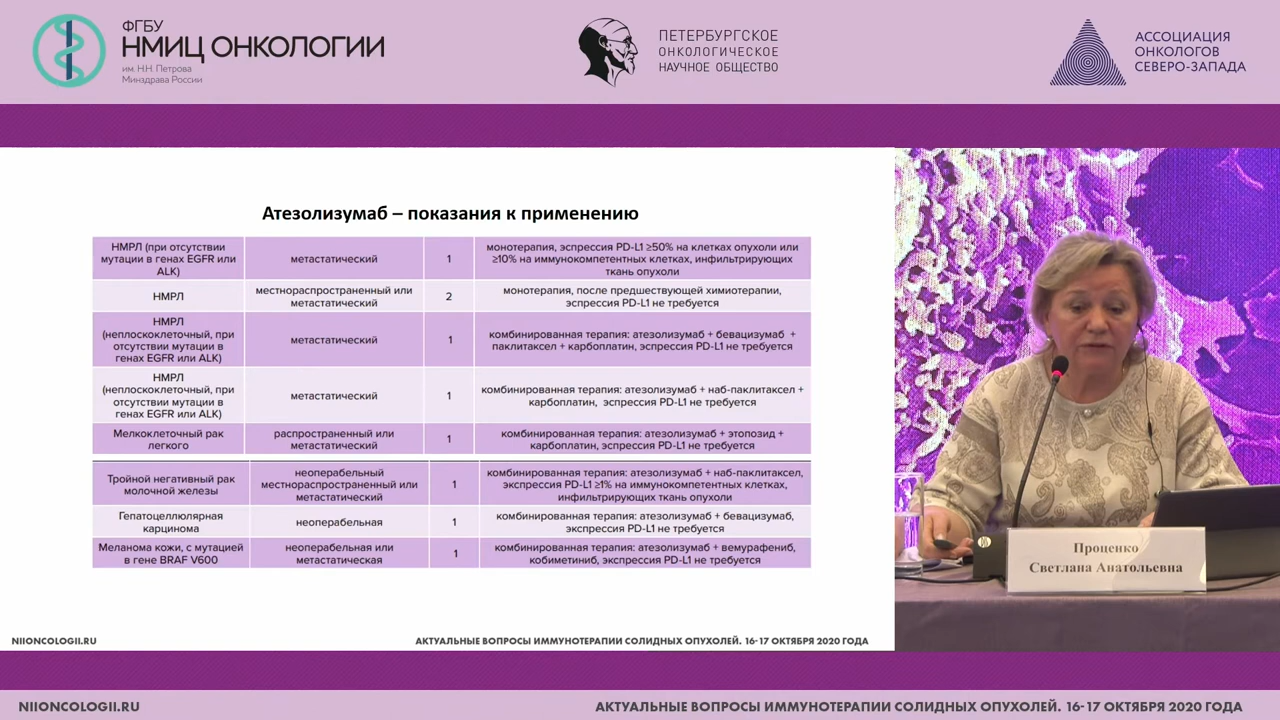 ФГБУ
НМИЦ ОНКОЛОГИИ
им. Н.Н. Петрова
Минздрава России
ПЕТЕРБУРГСКОЕ
ОНКОЛОГИЧЕСКОЕ
НАУЧНОЕ ОБЩЕСТВО
АССОЦИАЦИЯ
ОНКОЛОГОВ
СЕВЕРО-ЗАПАДА
Атезолизумаб – показания к применению
НМРЛ (при отсутствии
мутации в генах EGFR или
ALK)
метастатический
1
монотерапия, эспрессия PD-L1 ≥50% на клетках опухоли или
≥10% на иммунокомпетентных клетках, инфильтрирующих
ткань опухоли
НМРЛ
местнораспространенный или
метастатический
2
монотерапия, после предшествующей химиотерапии,
эспрессия PD-L1 не требуется
НМРЛ
(неплоскоклеточный, при
отсутствии мутации в
генах EGFR или ALK)
метастатический
1
комбинированная терапия: атезолизумаб + бевацизумаб +
паклитаксел + карбоплатин, эспрессия PD-L1 не требуется
НМРЛ
(неплоскоклеточный, при
отсутствии мутации в
генах EGFR или ALK)
метастатический
1
комбинированная терапия: атезолизумаб + наб-паклитаксел +
карбоплатин, эспрессия PD-L1 не требуется
Мелкоклеточный рак
легкого
распространенный или
метастатический
1
комбинированная терапия: атезолизумаб + этопозид +
карбоплатин, эспрессия PD-L1 не требуется
Тройной негативный рак
молочной железы
неоперабельный
местнораспространенный или
метастатический
1
комбинированная терапия: атезолизумаб + наб-паклитаксел,
экспрессия PD-L1 ≥1% на иммунокомпетентных клетках,
инфильтрирующих ткань опухоли
Гепатоцеллюлярная
карцинома
неоперабельная
1
комбинированная терапия: атезолизумаб + бевацизумаб,
экспрессия PD-L1 не требуется
Меланома кожи, с мутацией
в гене BRAF V600
неоперабельная или
метастатическая
1
комбинированная терапия: атезолизумаб + вемурафениб,
кобиметиниб, экспрессия PD-L1 не требуется
Проценко
Светлана Анатольевна
NIIONCOLOGII.RU
АКТУАЛЬНЫЕ ВОПРОСЫ ИММУНОТЕРАПИИ СОЛИДНЫХ ОПУХОЛЕЙ. 16-17 ОКТЯБРЯ 2020 ГОДА
NIIONCOLOGII.RU
АКТУАЛЬНЫЕ ВОПРОСЫ ИММУНОТЕРАПИИ СОЛИДНЫХ ОПУХОЛЕЙ. 16-17 ОКТЯБРЯ 2020 ГОДА